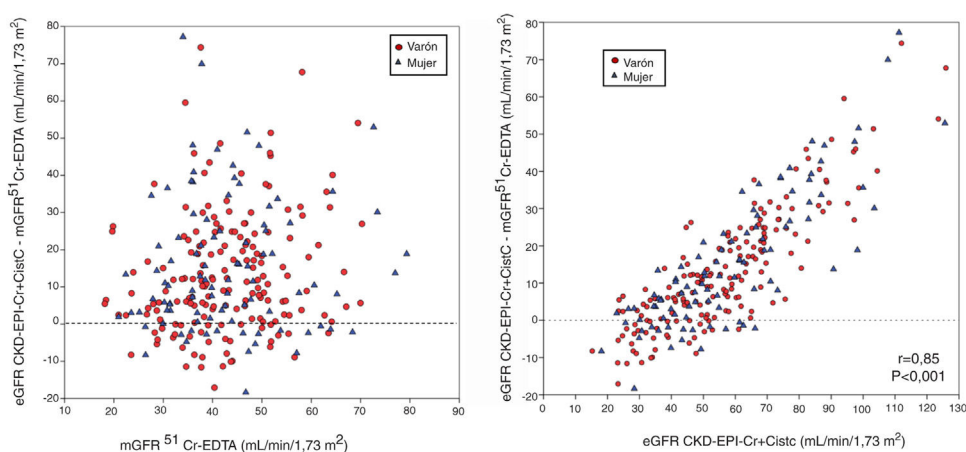 eGFR CKD-EPI-Cr+CistC - mGFR⁵¹Cr-EDTA (mL/min/1,73 m²)
80
70
60
50
40
30
20
10
0
-10
-20
Varón
Mujer
10 20 30 40 50 60 70 80 90
mGFR ⁵¹ Cr-EDTA (mL/min/1,73 m²)
eGFR CKD-EPI-Cr+CistC - mGFR⁵¹Cr-EDTA (mL/min/1,73 m²)
80
70
60
50
40
30
20
10
0
-10
-20
Varón
Mujer
r=0,85
P<0,001
0 10 20 30 40 50 60 70 80 90 100 110 120 130
eGFR CKD-EPI-Cr+Cistc (mL/min/1,73 m²)